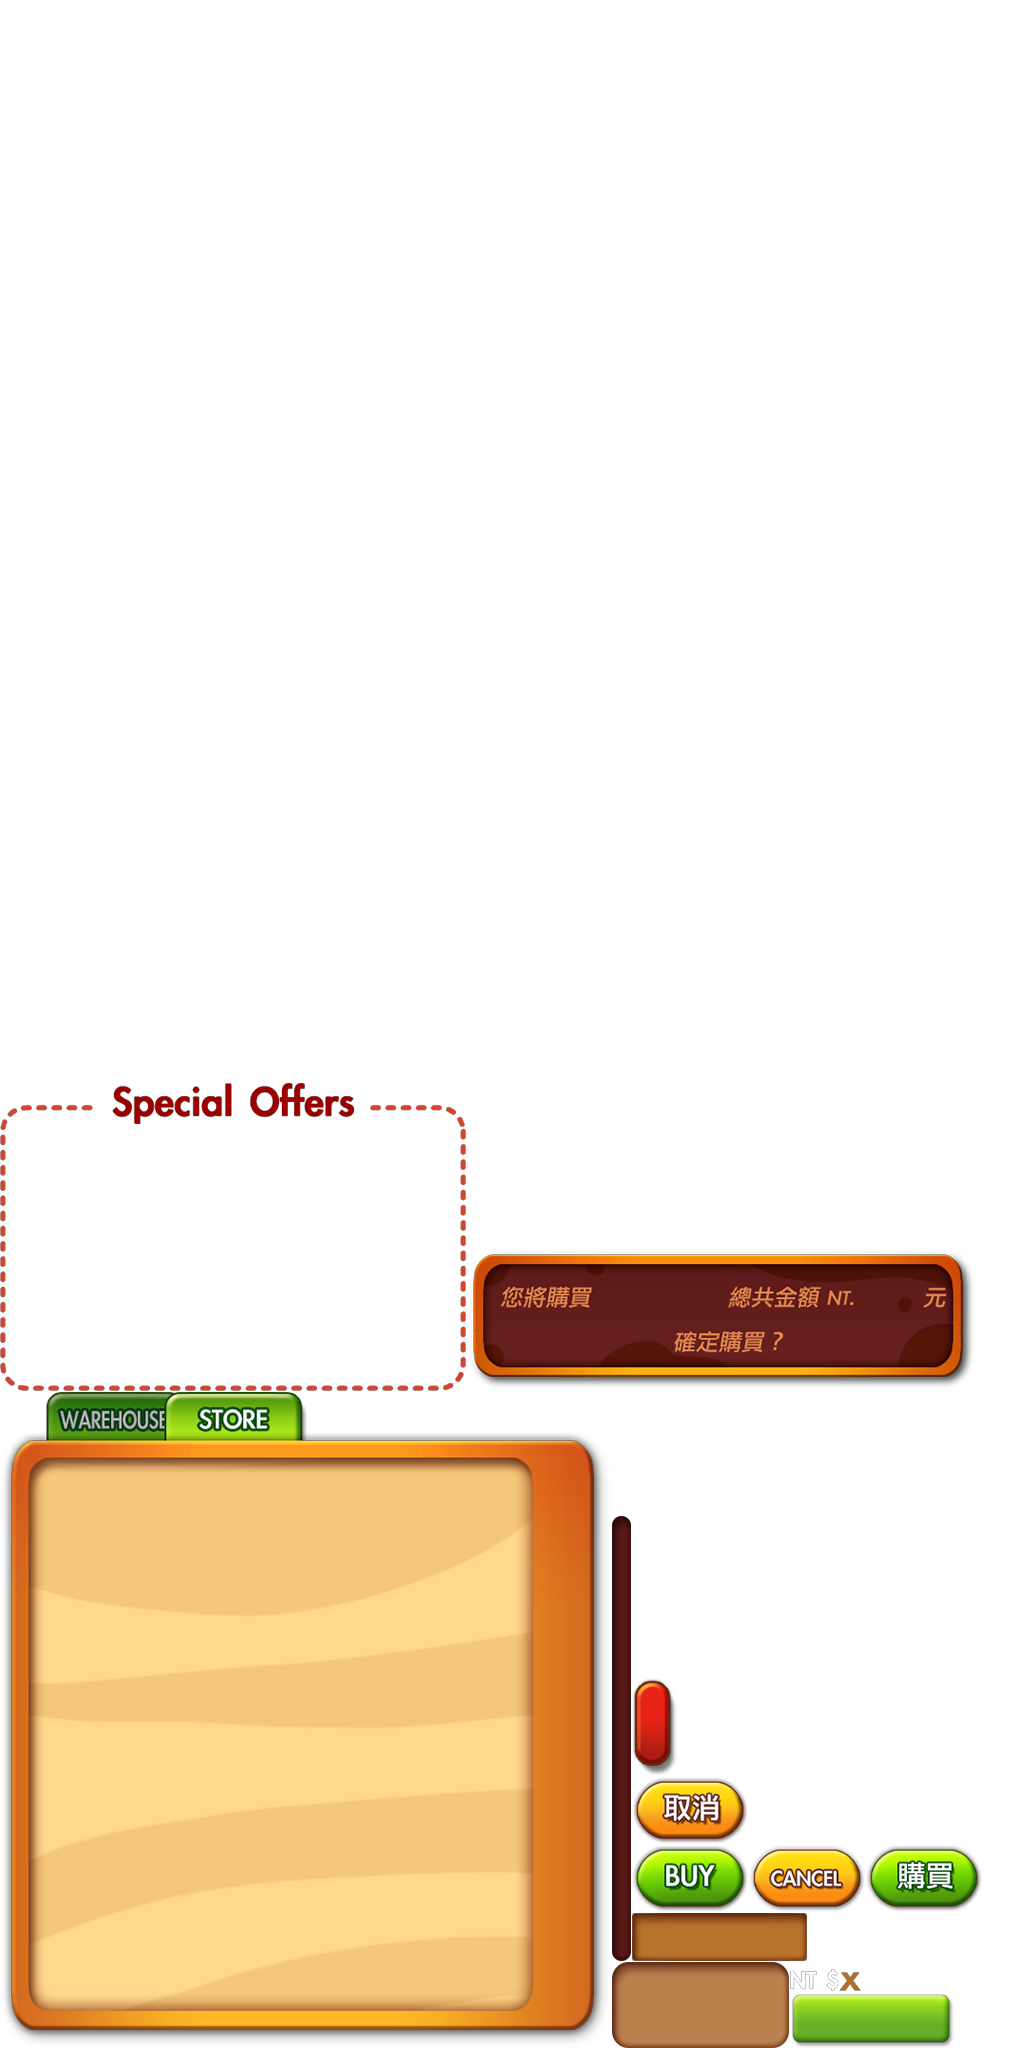 Special Offers
您將購買 總共金額 NT. 元
確定購買？
WAREHOUSE STORE
取消
BUY CANCEL 購買
NT $ X